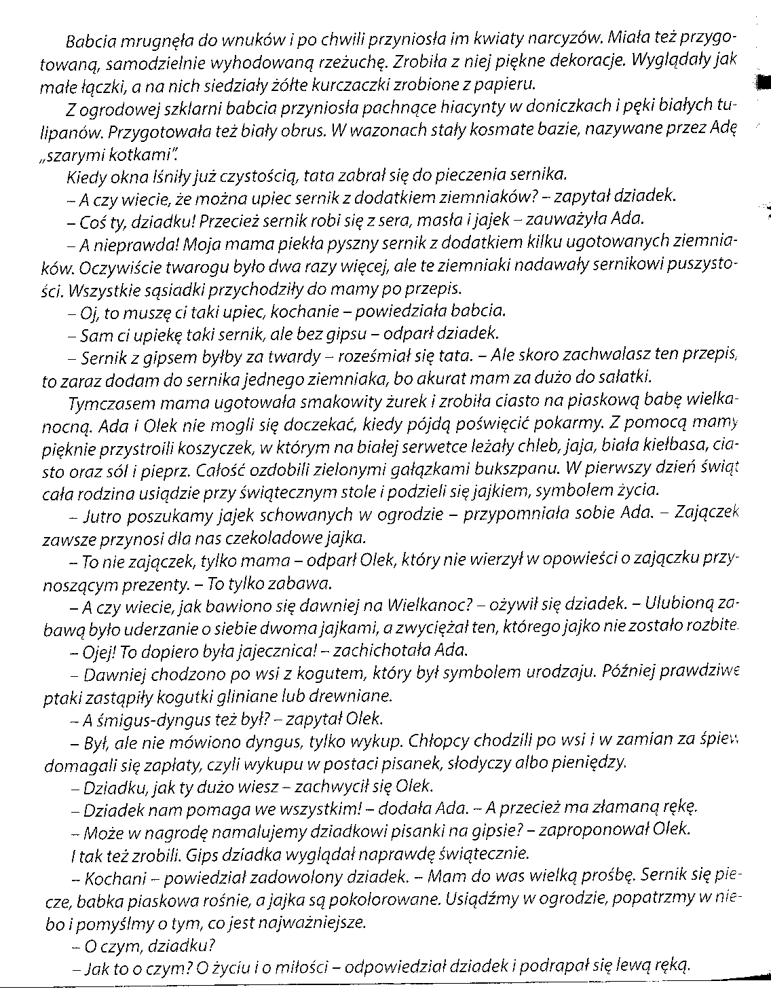 Babcia mrugnęła do wnuków i po chwili przyniosła im kwiaty narcyzów. Miała też przygo-
towaną, samodzielnie wyhodowaną rzeżuchę. Zrobiła z niej piękne dekoracje. Wyglądały jak
małe łączki, a na nich siedziały żółte kurczaczki zrobione z papieru.
Z ogrodowej szklarni babcia przyniosła pachnące hiacynty w doniczkach i pęki białych tu-
lipanów. Przygotowała też biały obrus. W wazonach stały kosmate bazie, nazywane przez Adę
„szarymi kotkami”.
Kiedy okna lśniły już czystością, tata zabrał się do pieczenia sernika.
– A czy wiecie, że można upiec sernik z dodatkiem ziemniaków? – zapytał dziadek.
– Coś ty, dziadku! Przecież sernik robi się z sera, masła i jajek – zauważyła Ada.
– A nieprawda! Moja mama piekła pyszny sernik z dodatkiem kilku ugotowanych ziemnia-
ków. Oczywiście twarogu było dwa razy więcej, ale te ziemniaki nadawały sernikowi puszysto-
ści. Wszystkie sąsiadki przychodziły do mamy po przepis.
– Oj, to muszę ci taki upiec, kochanie – powiedziała babcia.
– Sam ci upiekę taki sernik, ale bez gipsu – odparł dziadek.
– Sernik z gipsem byłby za twardy – roześmiał się tata. – Ale skoro zachwalasz ten przepis,
to zaraz dodam do sernika jednego ziemniaka, bo akurat mam za dużo do sałatki.
Tymczasem mama ugotowała smakowity żurek i zrobiła ciasto na piaskową babę wielka-
nocną. Ada i Olek nie mogli się doczekać, kiedy pójdą poświęcić pokarmy. Z pomocą mamy
pięknie przystroili koszyczek, w którym na białej serwetce leżały chleb, jaja, biała kiełbasa, cia-
sto oraz sól i pieprz. Całość ozdobili zielonymi gałązkami bukszpanu. W pierwszy dzień świąt
cała rodzina usiądzie przy świątecznym stole i podzieli się jajkiem, symbolem życia.
– Jutro poszukamy jajek schowanych w ogrodzie – przypomniała sobie Ada. – Zajączek
zawsze przynosi dla nas czekoladowe jajka.
– To nie zajączek, tylko mama – odparł Olek, który nie wierzył w opowieści o zajączku przy-
noszącym prezenty. – To tylko zabawa.
– A czy wiecie, jak bawiono się dawniej na Wielkanoc? – ożywił się dziadek. – Ulubioną za-
bawą było uderzanie o siebie dwoma jajkami, a zwyciężał ten, którego jajko nie zostało rozbite.
– Ojej! To dopiero była jajecznica! – zachichotała Ada.
– Dawniej chodzono po wsi z kogutem, który był symbolem urodzaju. Później prawdziwe
ptaki zastąpiły kogutki gliniane lub drewniane.
– A śmigus-dyngus też był? – zapytał Olek.
– Był, ale nie mówiono dyngus, tylko wykup. Chłopcy chodzili po wsi i w zamian za śpiew
domagali się zapłaty, czyli wykupu w postaci pisanek, słodyczy albo pieniędzy.
– Dziadku, jak ty dużo wiesz – zachwycił się Olek.
– Dziadek nam pomaga we wszystkim! – dodała Ada. – A przecież ma złamaną rękę.
– Może w nagrodę namalujemy dziadkowi pisanki na gipsie? – zaproponował Olek.
I tak też zrobili. Gips dziadka wyglądał naprawdę świątecznie.
– Kochani – powiedział zadowolony dziadek. – Mam do was wielką prośbę. Sernik się pie-
cze, babka piaskowa rośnie, a jajka są pokolorowane. Usiądźmy w ogrodzie, popatrzmy w nie-
bo i pomyślmy o tym, co jest najważniejsze.
– O czym, dziadku?
– Jak to o czym? O życiu i o miłości – odpowiedział dziadek i podrapał się lewą ręką.